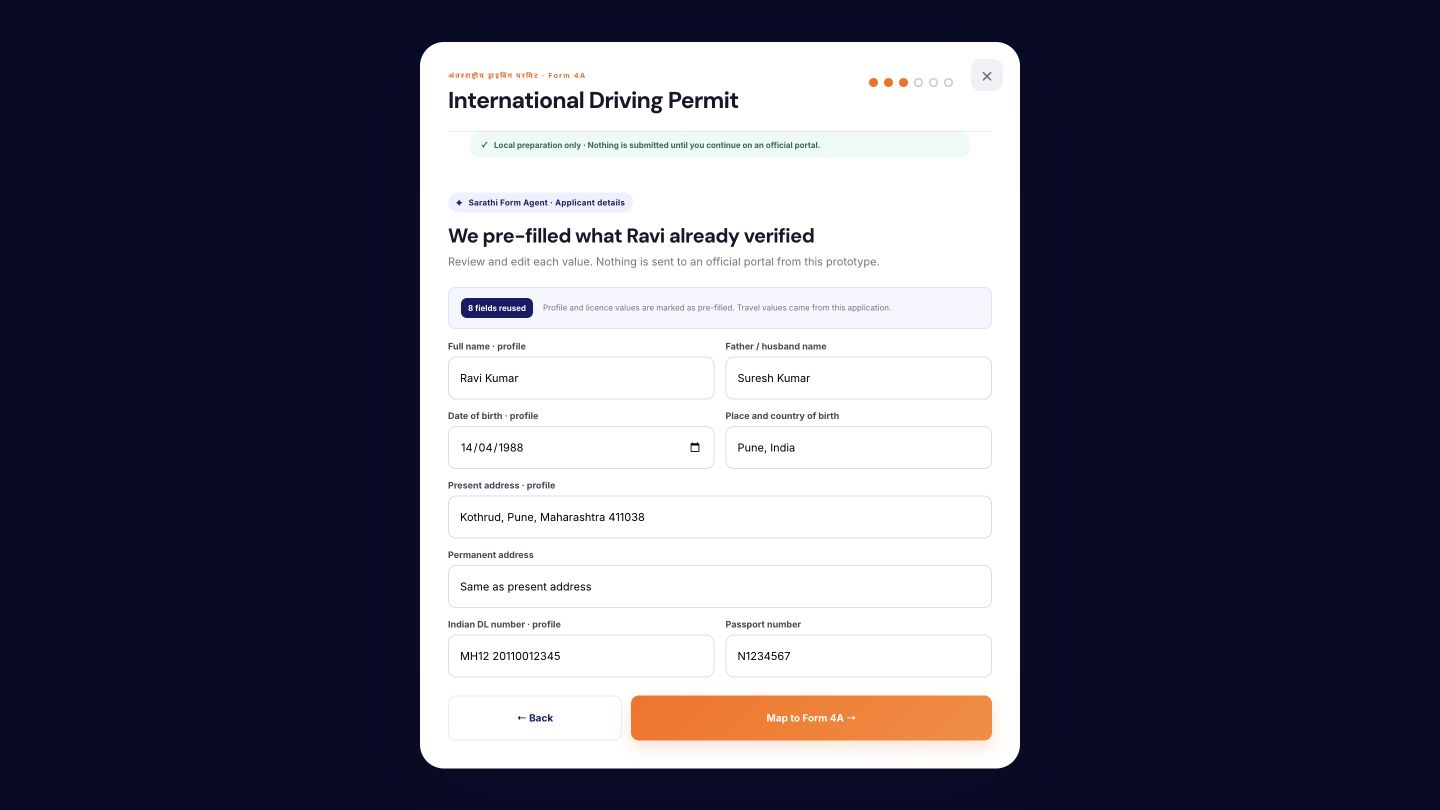 अंतरराष्ट्रीय ड्राइविंग परमिट · Form 4A
International Driving Permit
✓ Local preparation only · Nothing is submitted until you continue on an official portal.
✦ Sarathi Form Agent · Applicant details
We pre-filled what Ravi already verified
Review and edit each value. Nothing is sent to an official portal from this prototype.
8 fields reused Profile and licence values are marked as pre-filled. Travel values came from this application.
Full name · profile
Father / husband name
Ravi Kumar
Suresh Kumar
Date of birth · profile
Place and country of birth
14/04/1988
Pune, India
Present address · profile
Kothrud, Pune, Maharashtra 411038
Permanent address
Same as present address
Indian DL number · profile
Passport number
MH12 20110012345
N1234567
← Back
Map to Form 4A →